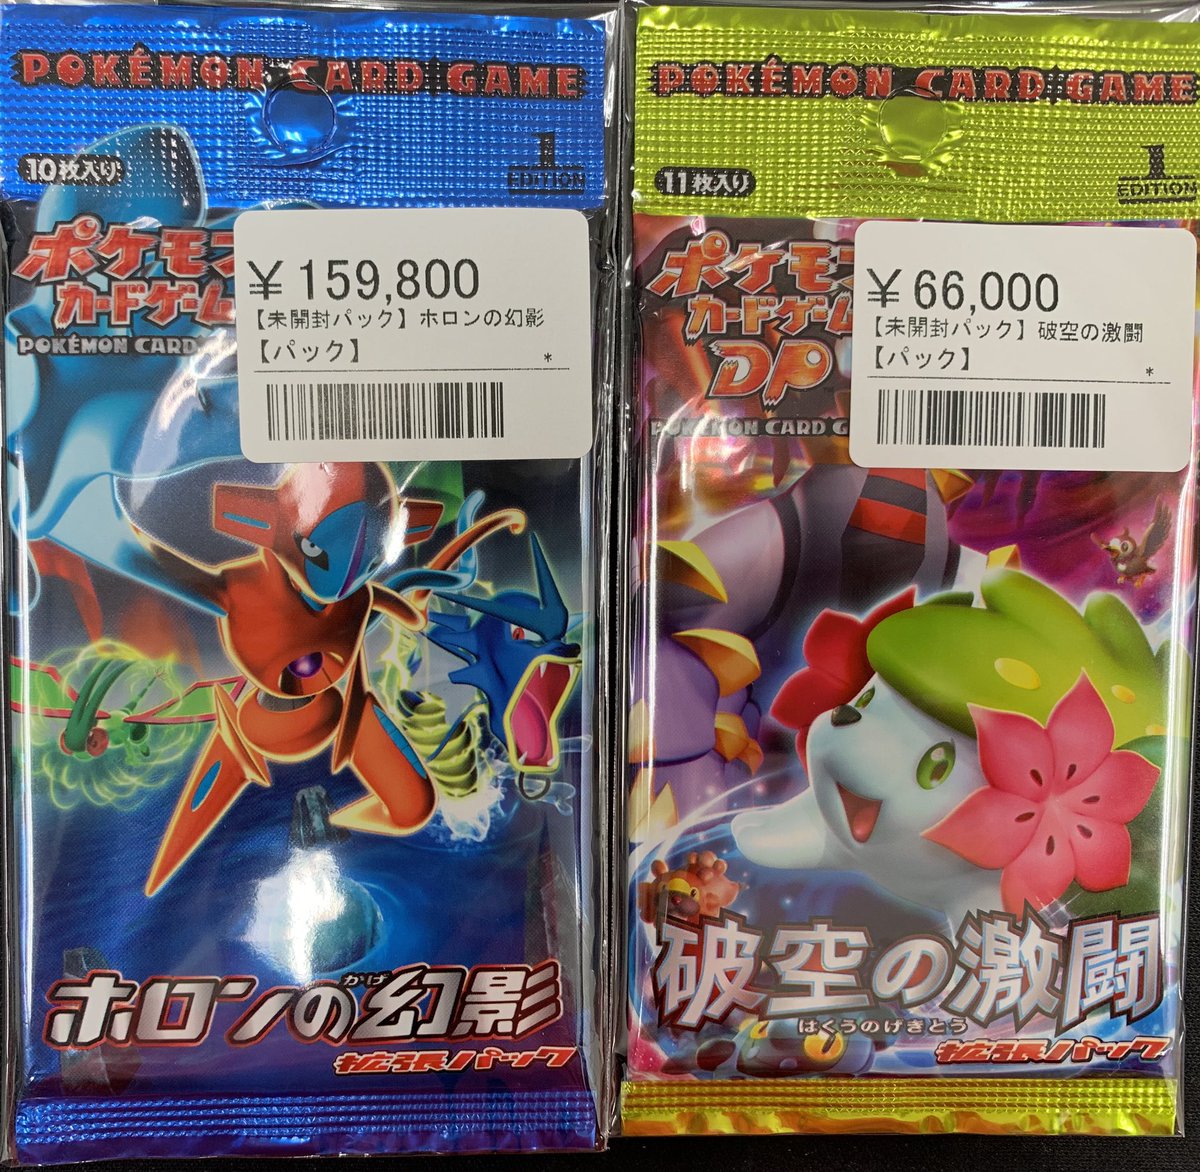 POKÉMON CARD GAME
10枚入り
1
EDITION
ポケモン
カードゲーム
POKÉMON CARD
¥159,800
【未開封パック】ホロンの幻影
【パック】
*
かげ
ホロンの幻影
拡張パック
POKÉMON CARD GAME
11枚入り
1
EDITION
ポケモン
カードゲーム
DP
POKÉMON CARD G
¥66,000
【未開封パック】破空の激闘
【パック】
*
破空の激闘
はくうのげきとう
拡張パック